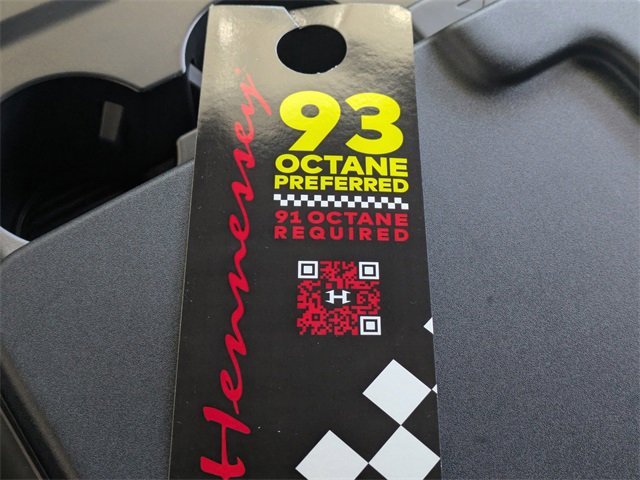 Hennessey
93
OCTANE
PREFERRED
91 OCTANE
REQUIRED